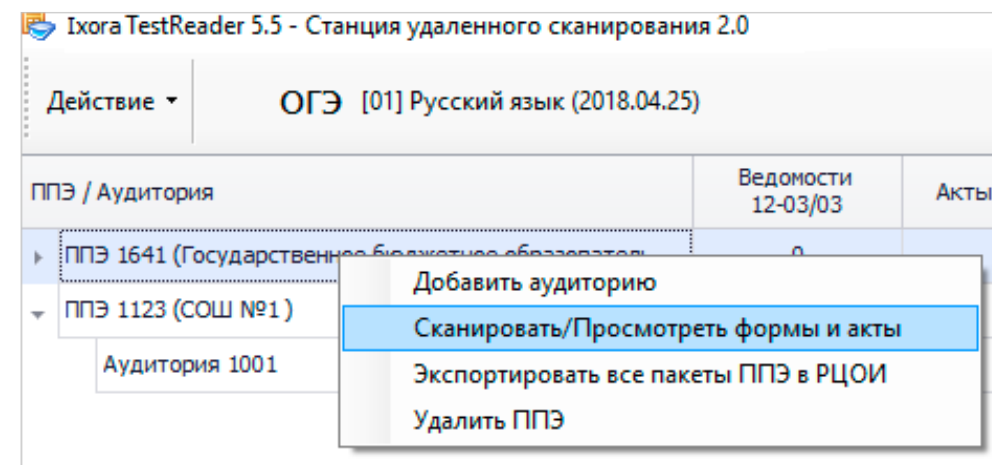 Ixora TestReader 5.5 - Станция удаленного сканирования 2.0
Действие
ОГЭ [01] Русский язык (2018.04.25)
ППЭ / Аудитория
Ведомости
12-03/03
Акты
ППЭ 1641 (Государственное бюджетное
Добавить аудиторию
ППЭ 1123 (СОШ №1 )
Сканировать/Просмотреть формы и акты
Аудитория 1001
Экспортировать все пакеты ППЭ в РЦОИ
Удалить ППЭ